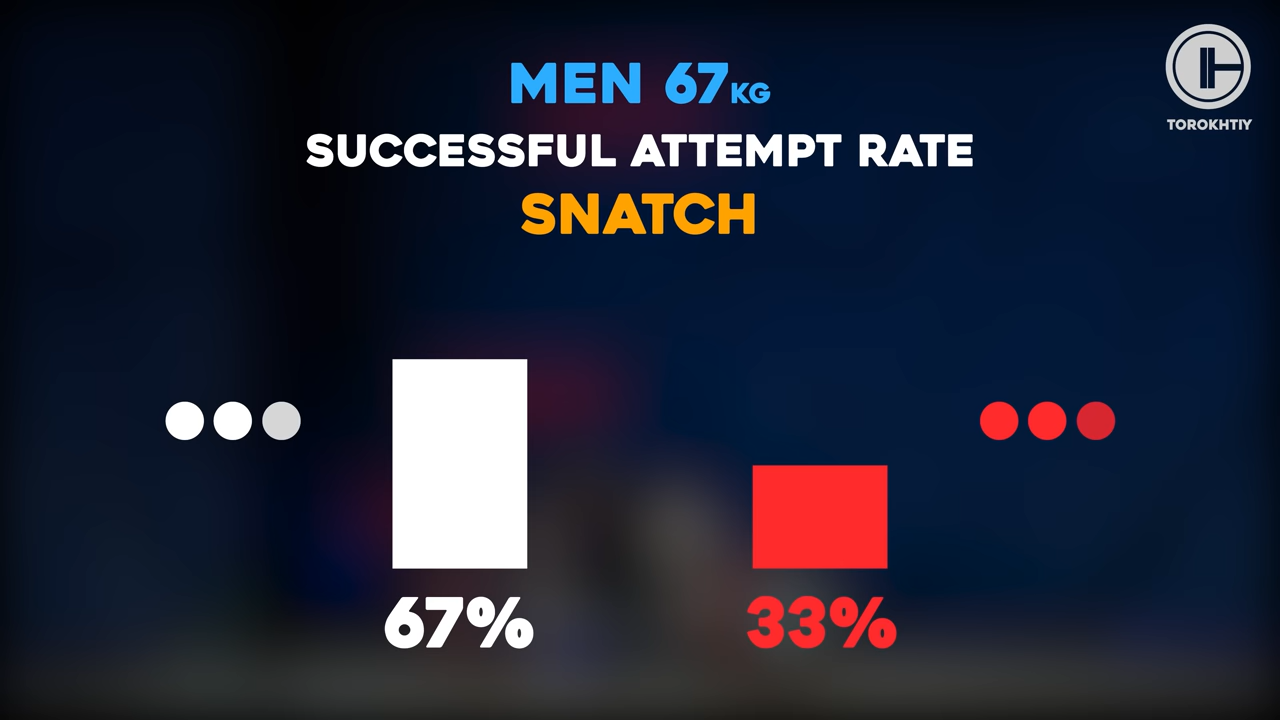 MEN 67KG
SUCCESSFUL ATTEMPT RATE
SNATCH
TOROKHTIY
67%
33%